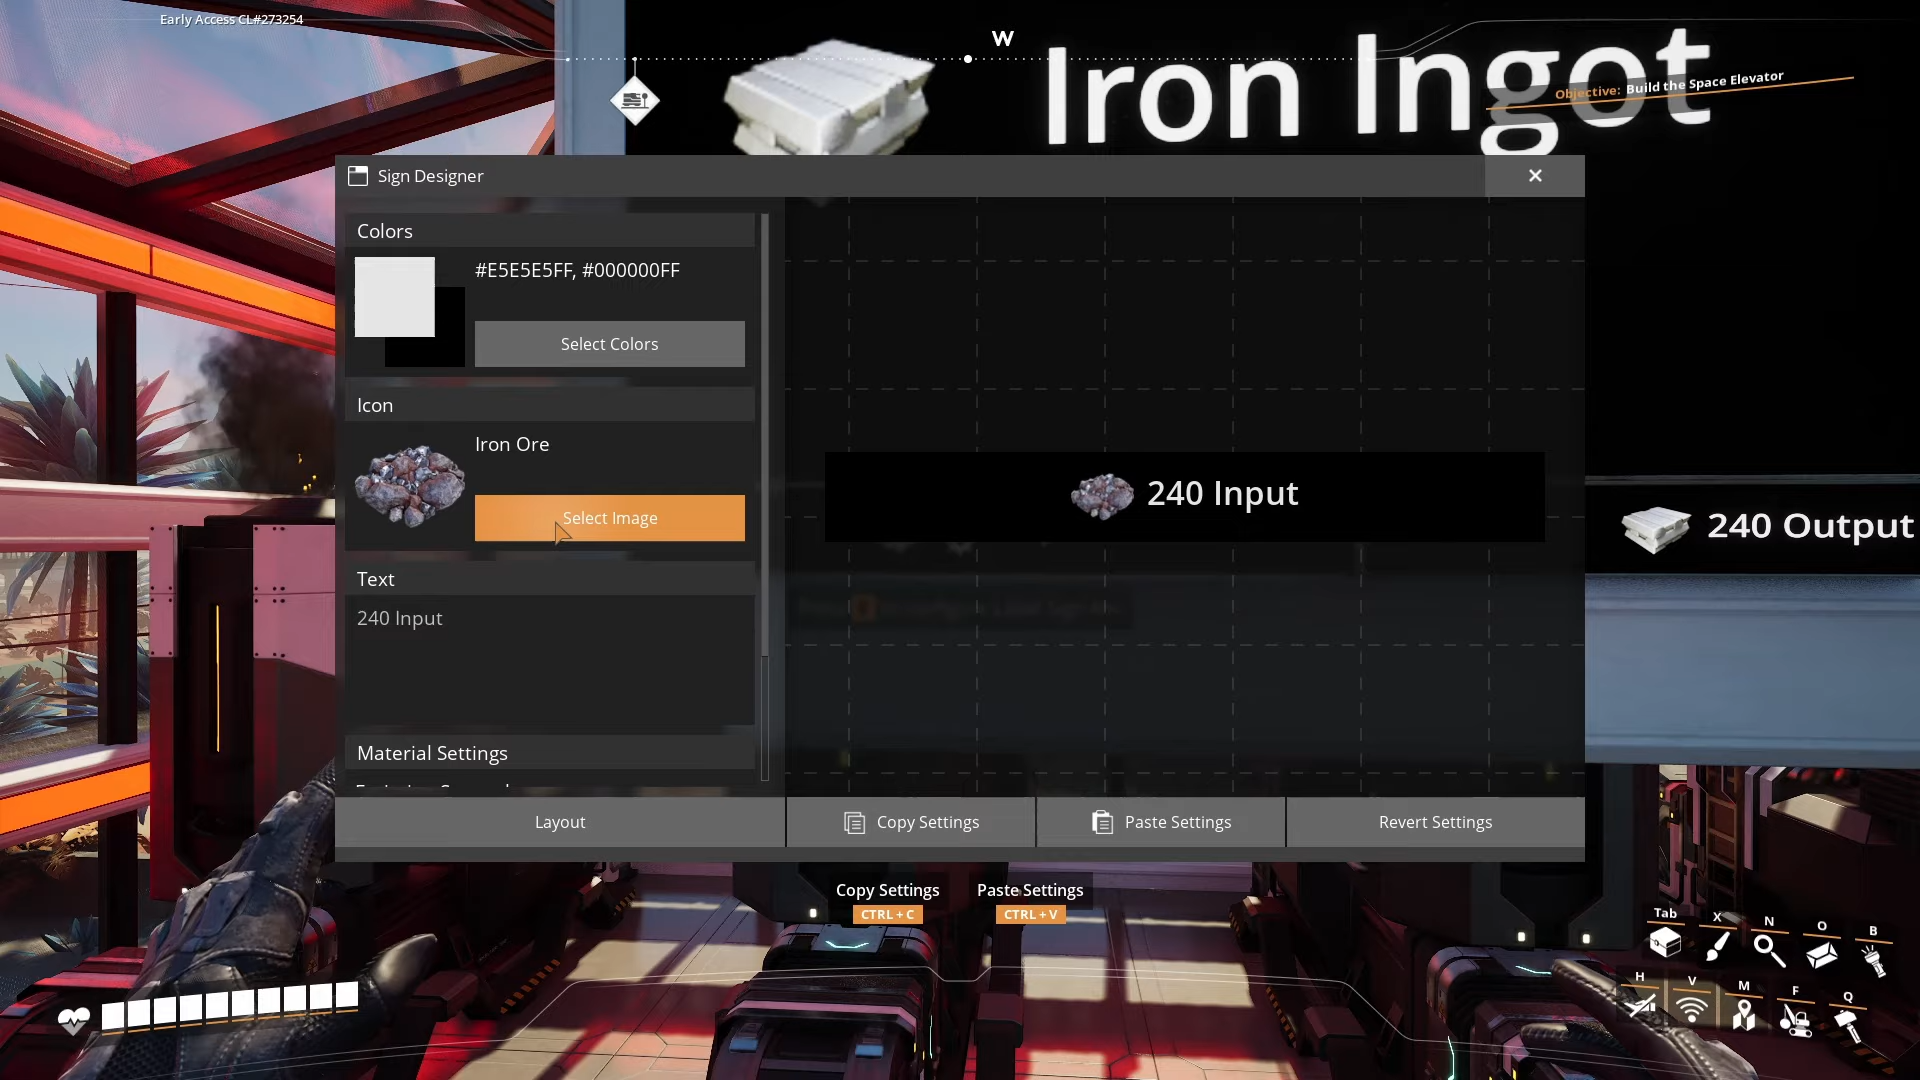 Early Access CL#273254
W
Iron Ingot
Objective: Build the Space Elevator
Sign Designer
Colors
#E5E5E5FF, #000000FF
Select Colors
Icon
Iron Ore
Select Image
Text
240 Input
Material Settings
240 Input
240 Output
Layout
Copy Settings
Paste Settings
Revert Settings
Copy Settings
Paste Settings
CTRL + C
CTRL + V
Tab
X
N
O
B
H
V
M
F
Q